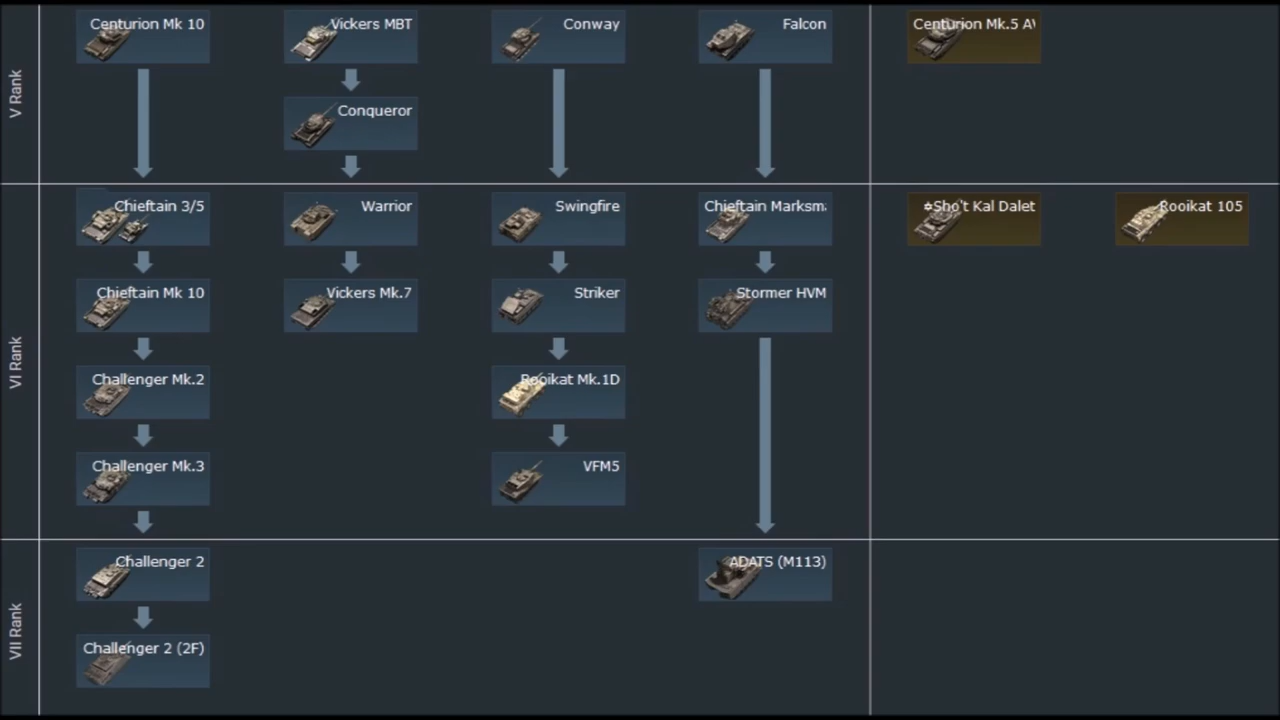 V Rank
Centurion Mk 10
Vickers MBT
Conway
Falcon
Centurion Mk.5 AV
Conqueror
VI Rank
Chieftain 3/5
Warrior
Swingfire
Chieftain Marksm
✡Sho't Kal Dalet
Rooikat 105
Chieftain Mk 10
Vickers Mk.7
Striker
Stormer HVM
Challenger Mk.2
Rooikat Mk.1D
Challenger Mk.3
VFM5
VII Rank
Challenger 2
ADATS (M113)
Challenger 2 (2F)